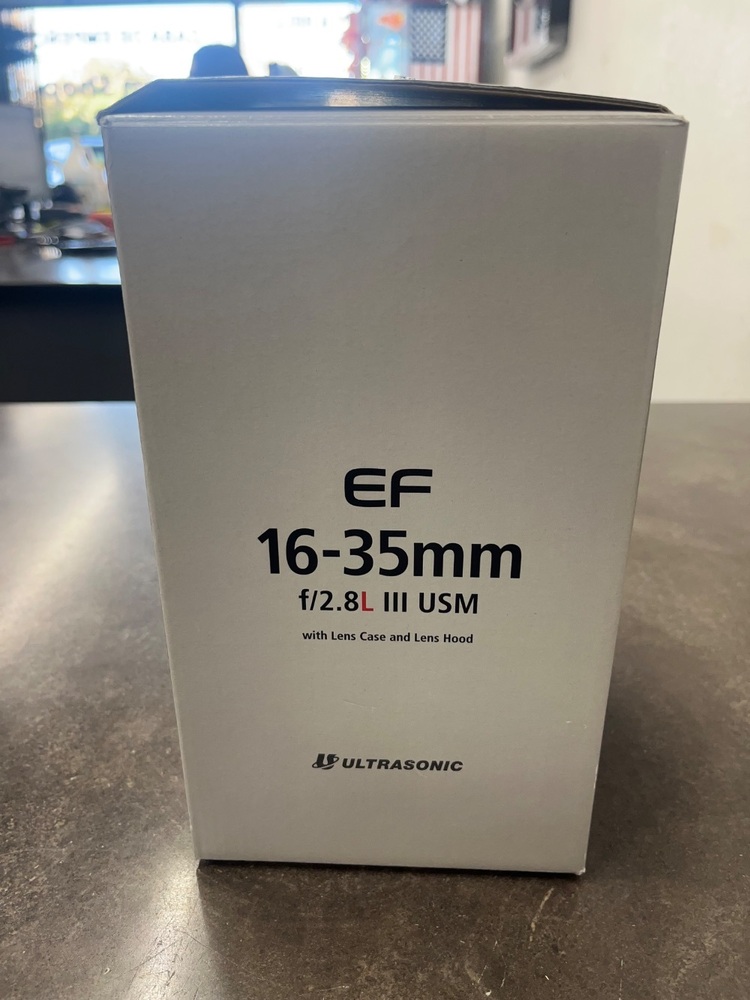 EF
16-35mm
f/2.8L III USM
with Lens Case and Lens Hood
ULTRASONIC